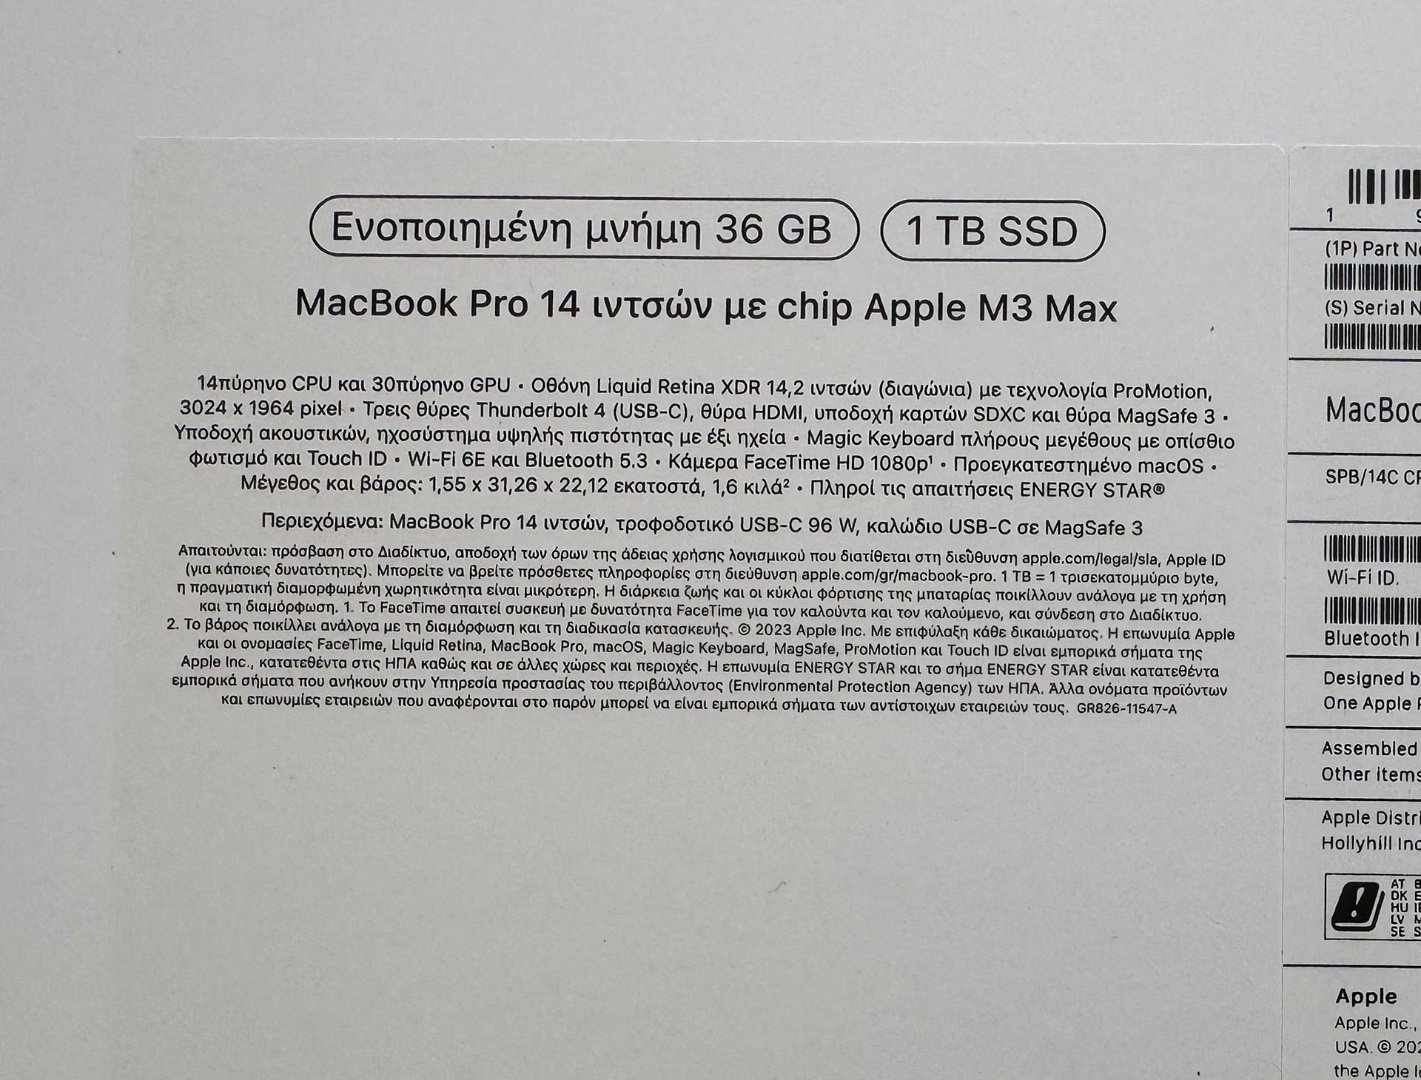 Ενοποιημένη μνήμη 36 GB
1 TB SSD
MacBook Pro 14 ιντσών με chip Apple M3 Max
14πύρηνο CPU και 30πύρηνο GPU • Οθόνη Liquid Retina XDR 14,2 ιντσών (διαγώνια) με τεχνολογία ProMotion,
3024 x 1964 pixel • Τρεις θύρες Thunderbolt 4 (USB-C), θύρα HDMI, υποδοχή καρτών SDXC και θύρα MagSafe 3 •
Υποδοχή ακουστικών, ηχοσύστημα υψηλής πιστότητας με έξι ηχεία • Magic Keyboard πλήρους μεγέθους με οπίσθιο
φωτισμό και Touch ID • Wi-Fi 6E και Bluetooth 5.3 • Κάμερα FaceTime HD 1080p¹ • Προεγκατεστημένο macOS •
Μέγεθος και βάρος: 1,55 x 31,26 x 22,12 εκατοστά, 1,6 κιλά² • Πληροί τις απαιτήσεις ENERGY STAR®
Περιεχόμενα: MacBook Pro 14 ιντσών, τροφοδοτικό USB-C 96 W, καλώδιο USB-C σε MagSafe 3
Απαιτούνται: πρόσβαση στο Διαδίκτυο, αποδοχή των όρων της άδειας χρήσης λογισμικού που διατίθεται στη διεύθυνση apple.com/legal/sla, Apple ID
(για κάποιες δυνατότητες). Μπορείτε να βρείτε πρόσθετες πληροφορίες στη διεύθυνση apple.com/gr/macbook-pro. 1 TB = 1 τρισεκατομμύριο byte,
η πραγματική διαμορφωμένη χωρητικότητα είναι μικρότερη. Η διάρκεια ζωής και οι κύκλοι φόρτισης της μπαταρίας ποικίλλουν ανάλογα με τη χρήση
και τη διαμόρφωση. 1. Το FaceTime απαιτεί συσκευή με δυνατότητα FaceTime για τον καλούντα και τον καλούμενο, και σύνδεση στο Διαδίκτυο.
2. Το βάρος ποικίλλει ανάλογα με τη διαμόρφωση και τη διαδικασία κατασκευής. © 2023 Apple Inc. Με επιφύλαξη κάθε δικαιώματος. Η επωνυμία Apple
και οι ονομασίες FaceTime, Liquid Retina, MacBook Pro, macOS, Magic Keyboard, MagSafe, ProMotion και Touch ID είναι εμπορικά σήματα της
Apple Inc., κατατεθέντα στις ΗΠΑ καθώς και σε άλλες χώρες και περιοχές. Η επωνυμία ENERGY STAR και το σήμα ENERGY STAR είναι κατατεθέντα
εμπορικά σήματα που ανήκουν στην Υπηρεσία προστασίας του περιβάλλοντος (Environmental Protection Agency) των ΗΠΑ. Άλλα ονόματα προϊόντων
και επωνυμίες εταιρειών που αναφέρονται στο παρόν μπορεί να είναι εμπορικά σήματα των αντίστοιχων εταιρειών τους. GR826-11547-A
1
(1P) Part
(S) Serial
SPB/14C
Wi-Fi ID.
Bluetooth
Designed
One Apple
Assembled
Other items
Apple
Hollyhill
AT
DK
HU
LV
SE
Apple
Apple Inc.,
USA. ©
the Apple